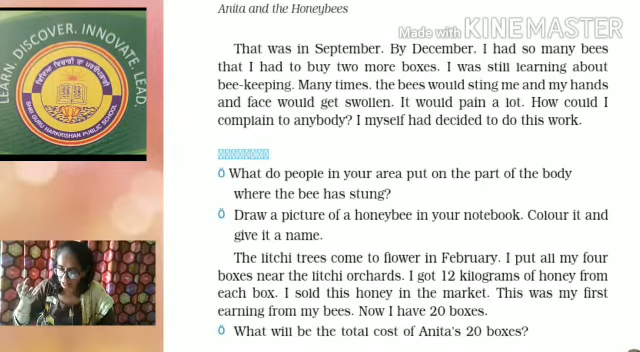 Anita and the Honeybees
Made with KINEMASTER
LEARN. DISCOVER. INNOVATE. LEAD.
SHRI GURU HARKRISHAN PUBLIC SCHOOL
That was in September. By December, I had so many bees
that I had to buy two more boxes. I was still learning about
bee-keeping. Many times, the bees would sting me and my hands
and face would get swollen. It would pain a lot. How could I
complain to anybody? I myself had decided to do this work.
Ö What do people in your area put on the part of the body
where the bee has stung?
Ö Draw a picture of a honeybee in your notebook. Colour it and
give it a name.
The litchi trees come to flower in February. I put all my four
boxes near the litchi orchards. I got 12 kilograms of honey from
each box. I sold this honey in the market. This was my first
earning from my bees. Now I have 20 boxes.
Ö What will be the total cost of Anita's 20 boxes?